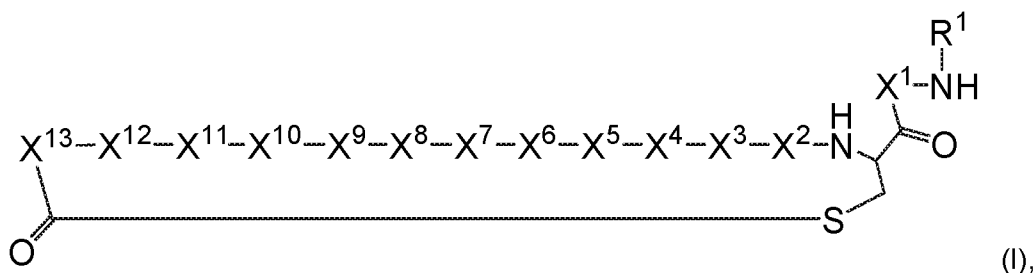 R¹
X¹–NH
X¹³–X¹²–X¹¹–X¹⁰–X⁹–X⁸–X⁷–X⁶–X⁵–X⁴–X³–X²–N
H
O
O
S
(I),